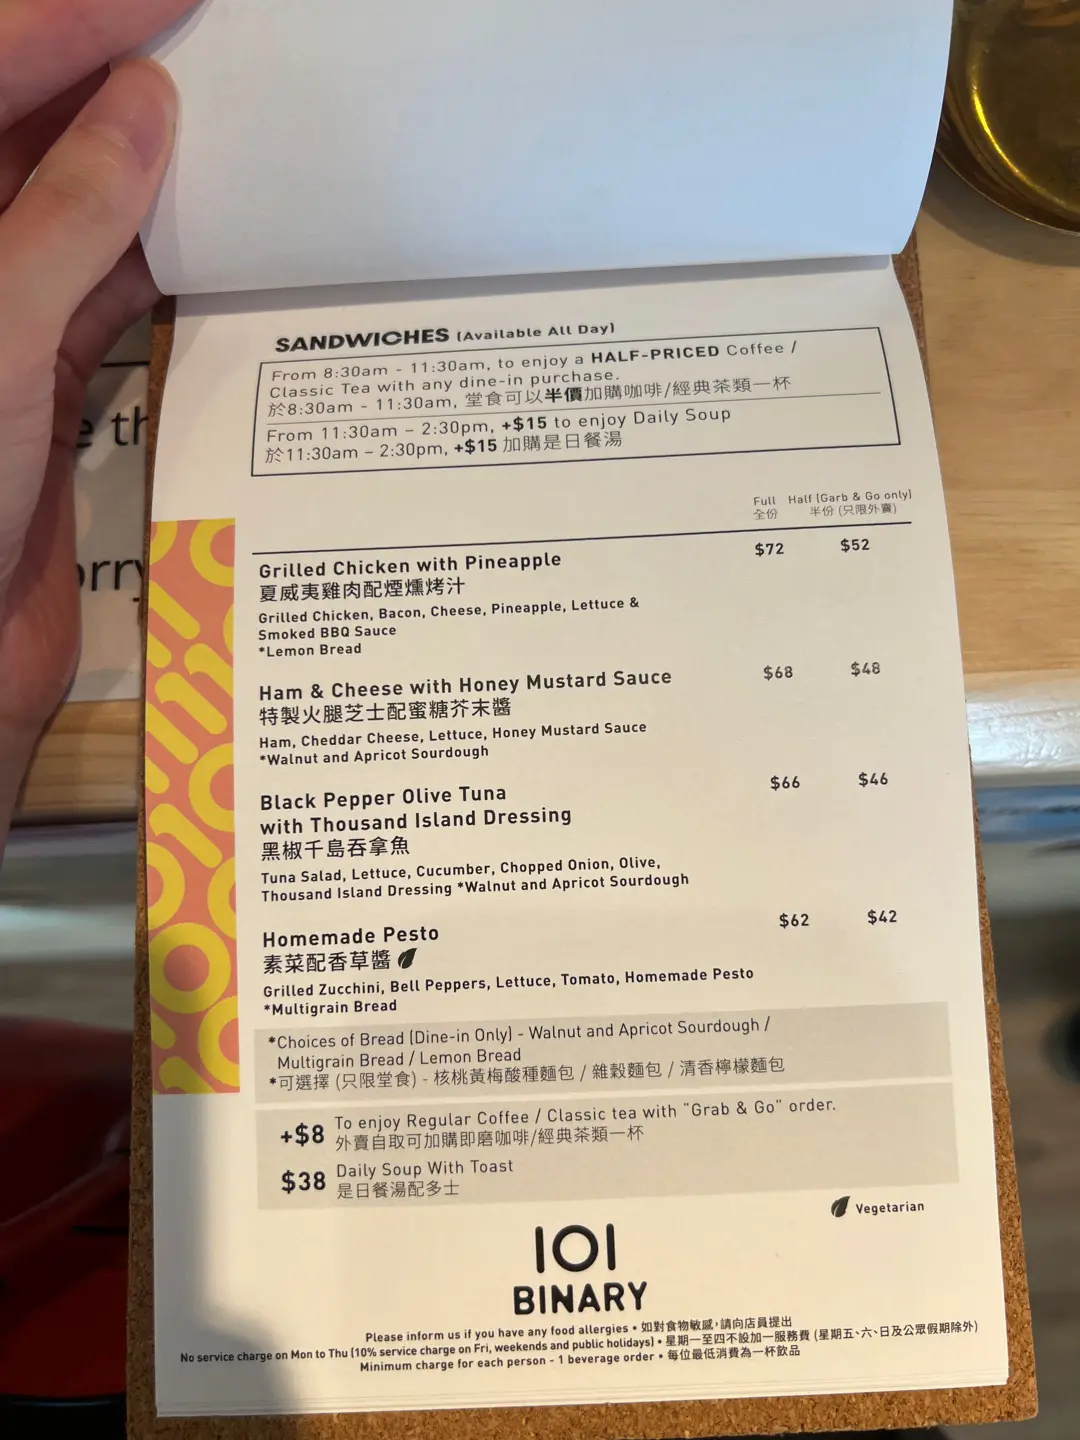 SANDWICHES (Available All Day)
From 8:30am - 11:30am, to enjoy a HALF-PRICED Coffee /
Classic Tea with any dine-in purchase.
於8:30am - 11:30am, 堂食可以半價加購咖啡/經典茶類一杯
From 11:30am – 2:30pm, +$15 to enjoy Daily Soup
於11:30am – 2:30pm, +$15 加購是日餐湯
Full Half (Garb & Go only)
全份 半份 (只限外賣)
Grilled Chicken with Pineapple $72 $52
夏威夷雞肉配煙燻烤汁
Grilled Chicken, Bacon, Cheese, Pineapple, Lettuce &
Smoked BBQ Sauce
*Lemon Bread
Ham & Cheese with Honey Mustard Sauce $68 $48
特製火腿芝士配蜜糖芥末醬
Ham, Cheddar Cheese, Lettuce, Honey Mustard Sauce
*Walnut and Apricot Sourdough
Black Pepper Olive Tuna $66 $46
with Thousand Island Dressing
黑椒千島吞拿魚
Tuna Salad, Lettuce, Cucumber, Chopped Onion, Olive,
Thousand Island Dressing *Walnut and Apricot Sourdough
Homemade Pesto $62 $42
素菜配香草醬
Grilled Zucchini, Bell Peppers, Lettuce, Tomato, Homemade Pesto
*Multigrain Bread
*Choices of Bread (Dine-in Only) - Walnut and Apricot Sourdough /
Multigrain Bread / Lemon Bread
*可選擇 (只限堂食) - 核桃黃梅酸種麵包 / 雜穀麵包 / 清香檸檬麵包
+$8 To enjoy Regular Coffee / Classic tea with "Grab & Go" order.
外賣自取可加購即磨咖啡/經典茶類一杯
$38 Daily Soup With Toast
是日餐湯配多士
Vegetarian
101
BINARY
Please inform us if you have any food allergies • 如對食物敏感，請向店員提出
No service charge on Mon to Thu (10% service charge on Fri, weekends and public holidays) • 星期一至四不設加一服務費 (星期五、六、日及公眾假期除外)
Minimum charge for each person - 1 beverage order • 每位最低消費為一杯飲品